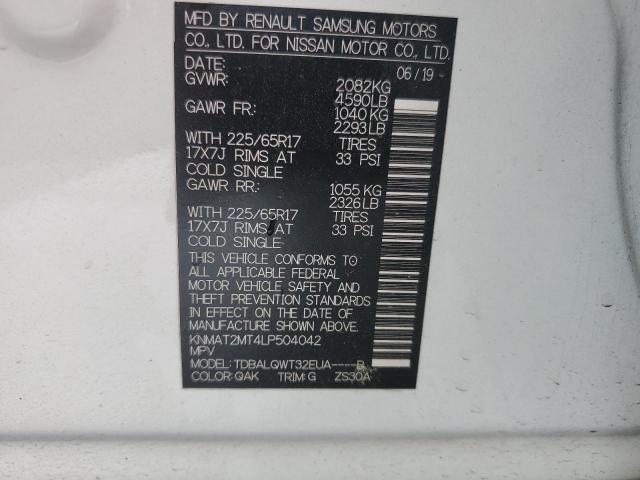 MFD BY RENAULT SAMSUNG MOTORS
CO., LTD. FOR NISSAN MOTOR CO., LTD.
DATE: 06/19
GVWR: 2082KG
4590LB
GAWR FR: 1040 KG
2293LB
WITH 225/65R17 TIRES
17X7J RIMS AT 33 PSI
COLD SINGLE
GAWR RR: 1055 KG
2326LB
WITH 225/65R17 TIRES
17X7J RIMS AT 33 PSI
COLD SINGLE
THIS VEHICLE CONFORMS TO
ALL APPLICABLE FEDERAL
MOTOR VEHICLE SAFETY AND
THEFT PREVENTION STANDARDS
IN EFFECT ON THE DATE OF
MANUFACTURE SHOWN ABOVE.
KNMAT2MT4LP504042
MPV
MODEL: TDBALQWT32EUA----B
COLOR: QAK TRIM: G ZS30A